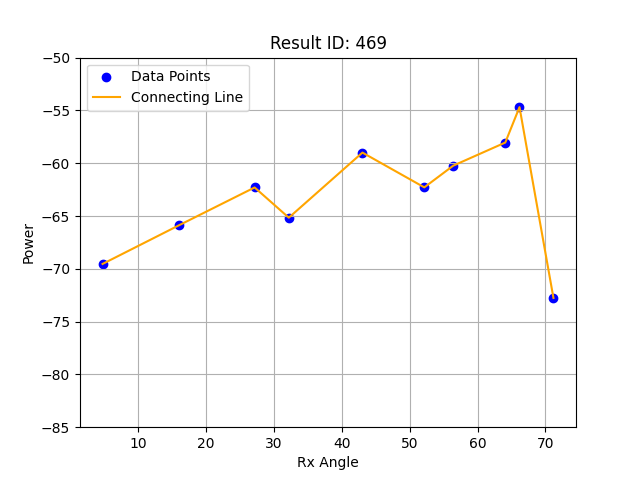 Result ID: 469
Data Points
Connecting Line
Power
−50
−55
−60
−65
−70
−75
−80
−85
10 20 30 40 50 60 70
Rx Angle